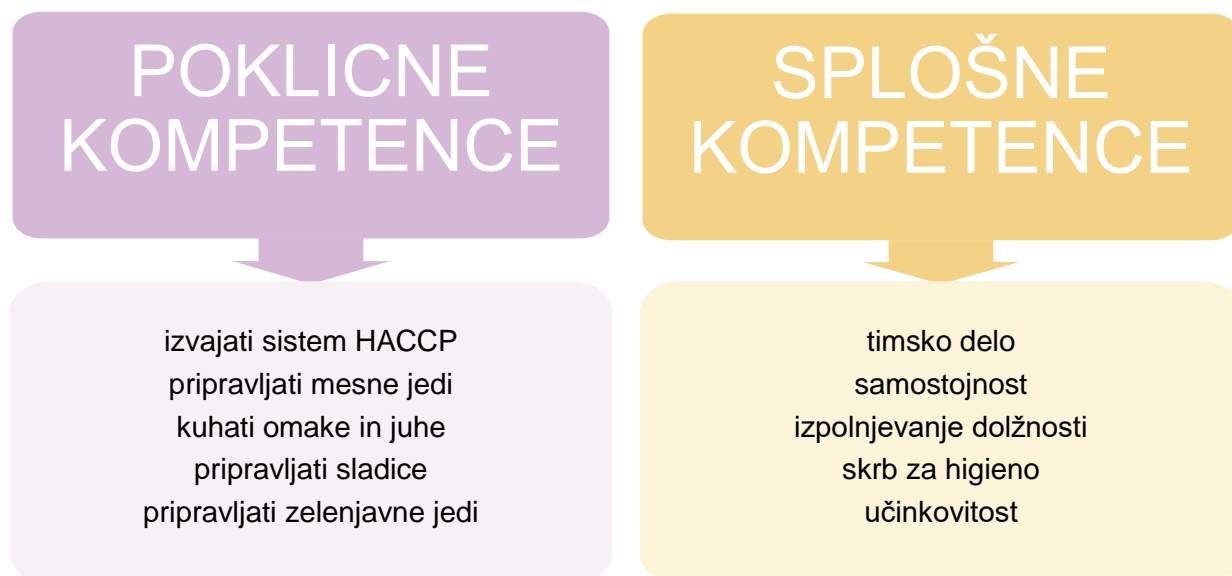 POKLICNE
KOMPETENCE
izvajati sistem HACCP
pripravljati mesne jedi
kuhati omake in juhe
pripravljati sladice
pripravljati zelenjavne jedi
SPLOŠNE
KOMPETENCE
timsko delo
samostojnost
izpolnjevanje dolžnosti
skrb za higieno
učinkovitost